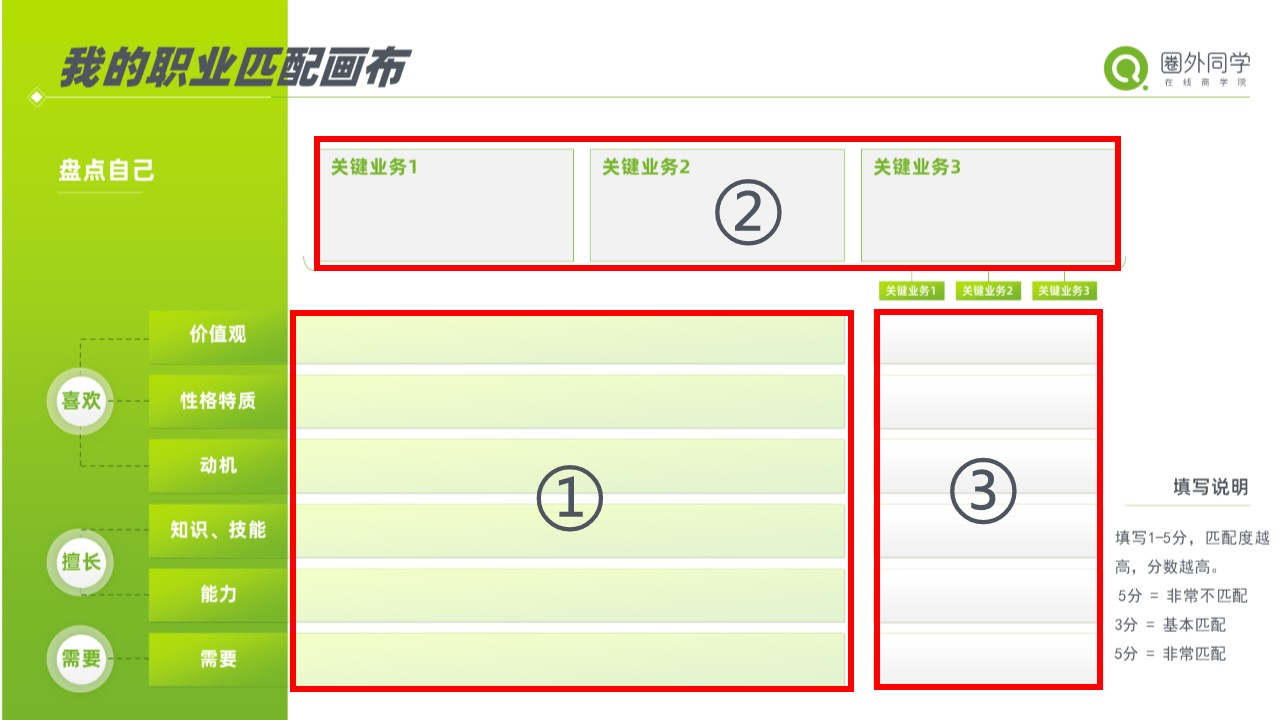 我的职业匹配画布
圈外同学
在线商学院
盘点自己
关键业务1
关键业务2
关键业务3
②
关键业务1
关键业务2
关键业务3
价值观
喜欢
性格特质
动机
①
③
填写说明
知识、技能
填写1-5分，匹配度越
高，分数越高。
擅长
能力
5分 = 非常不匹配
3分 = 基本匹配
5分 = 非常匹配
需要
需要